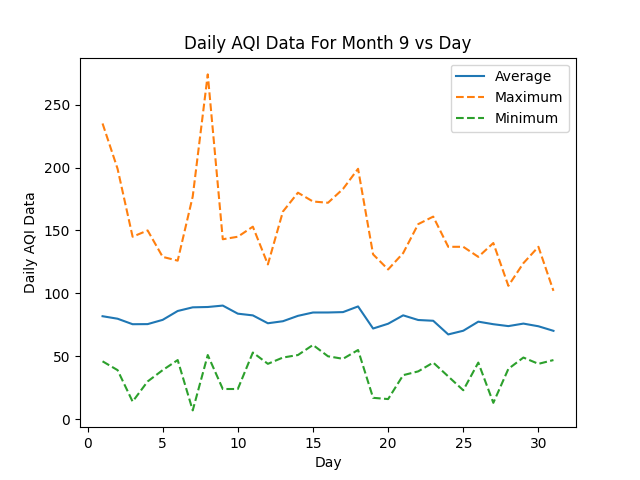 Daily AQI Data For Month 9 vs Day
Average
Maximum
Minimum
Daily AQI Data
250
200
150
100
50
0
0 5 10 15 20 25 30
Day